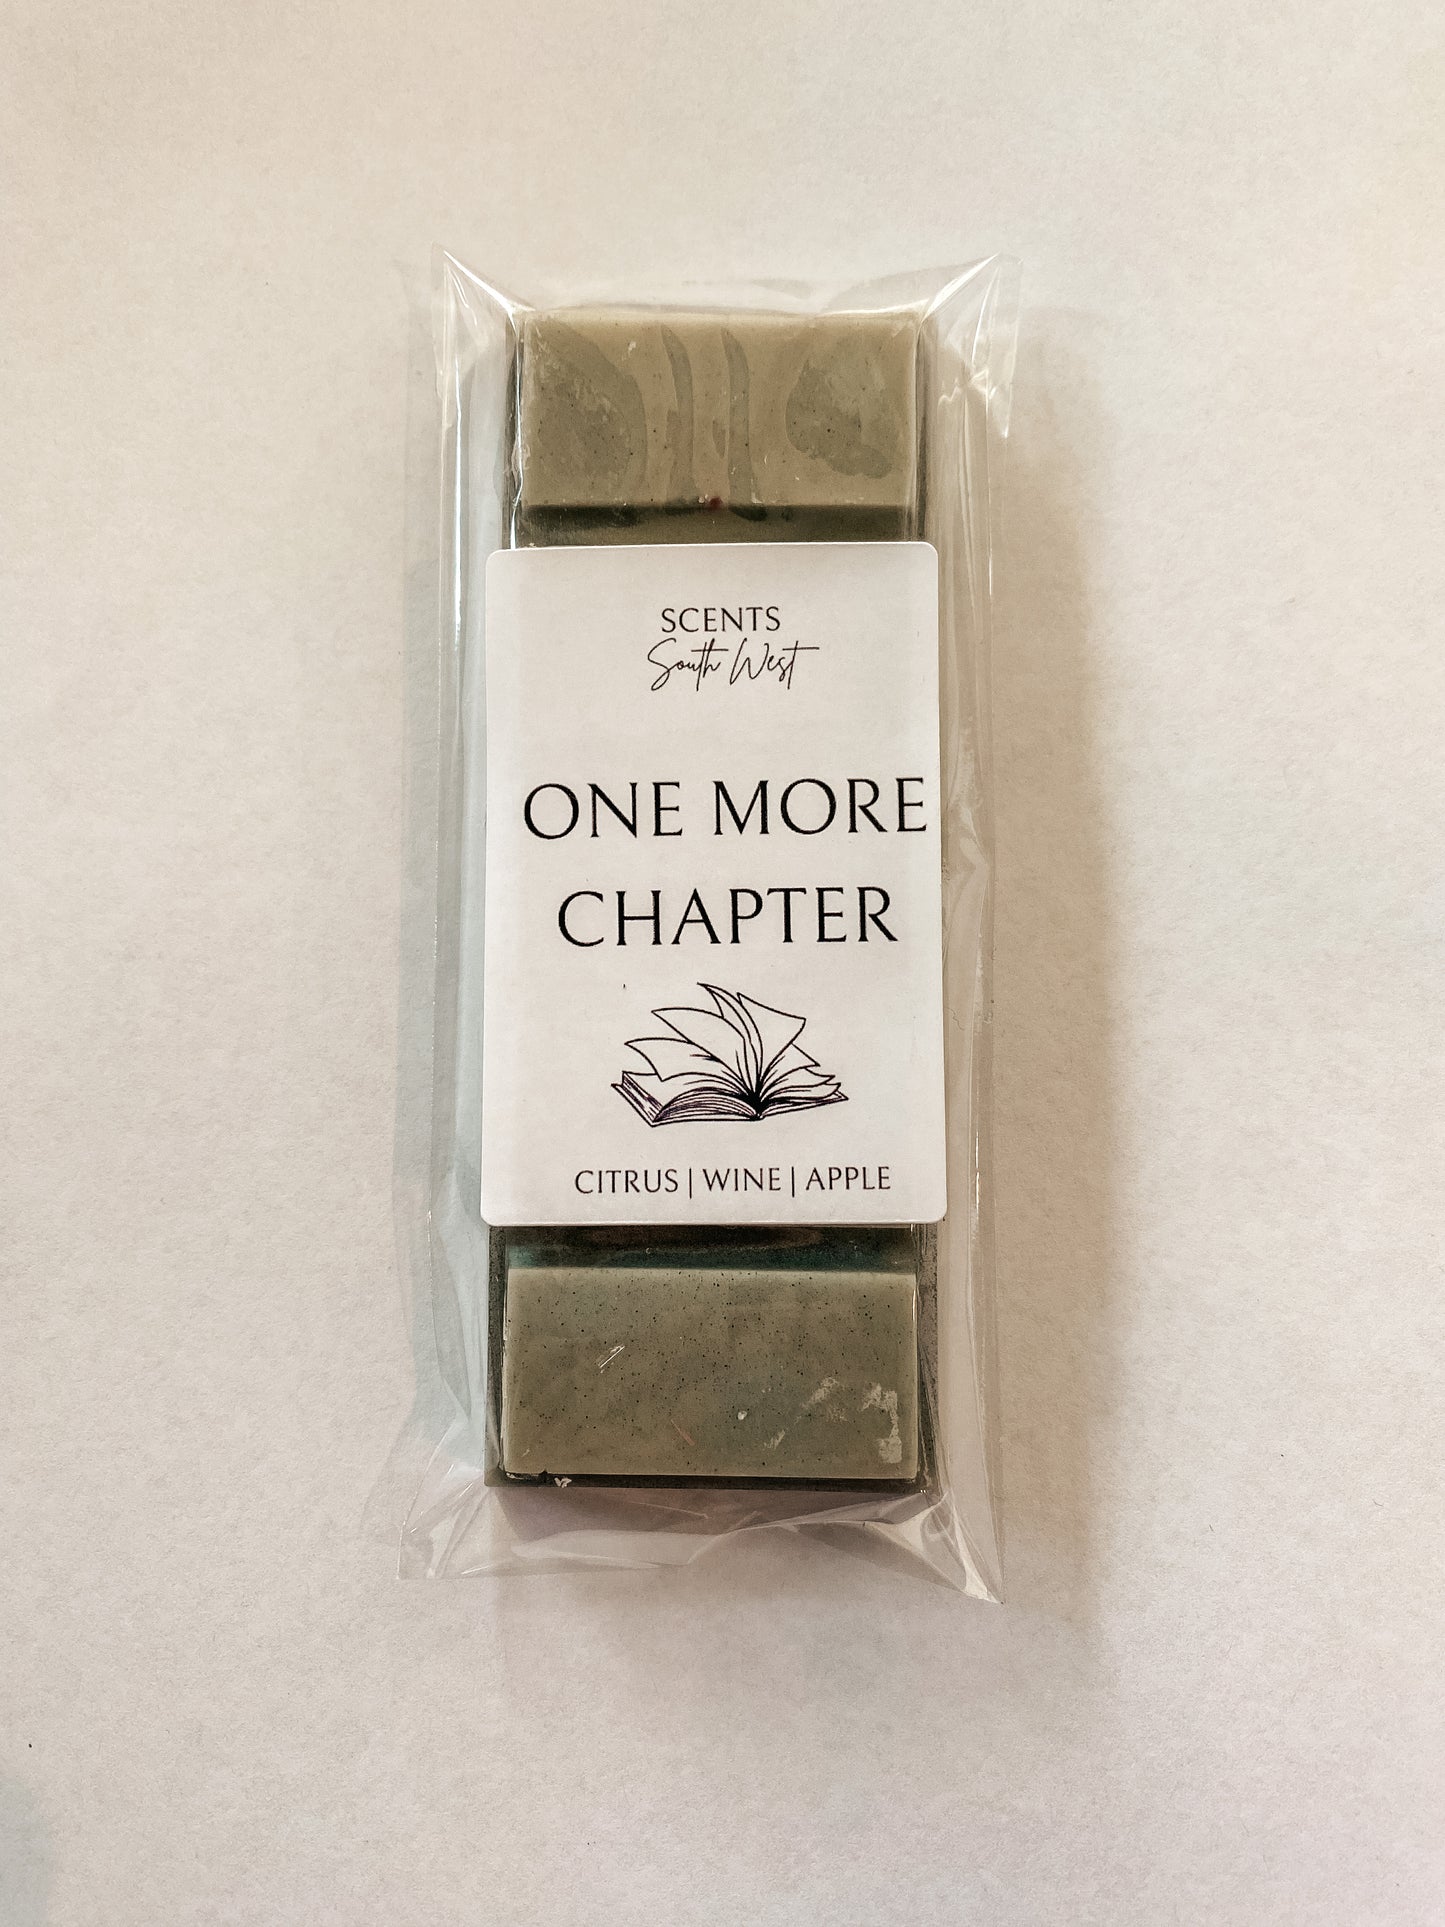 SCENTS
South West
ONE MORE
CHAPTER
CITRUS | WINE | APPLE